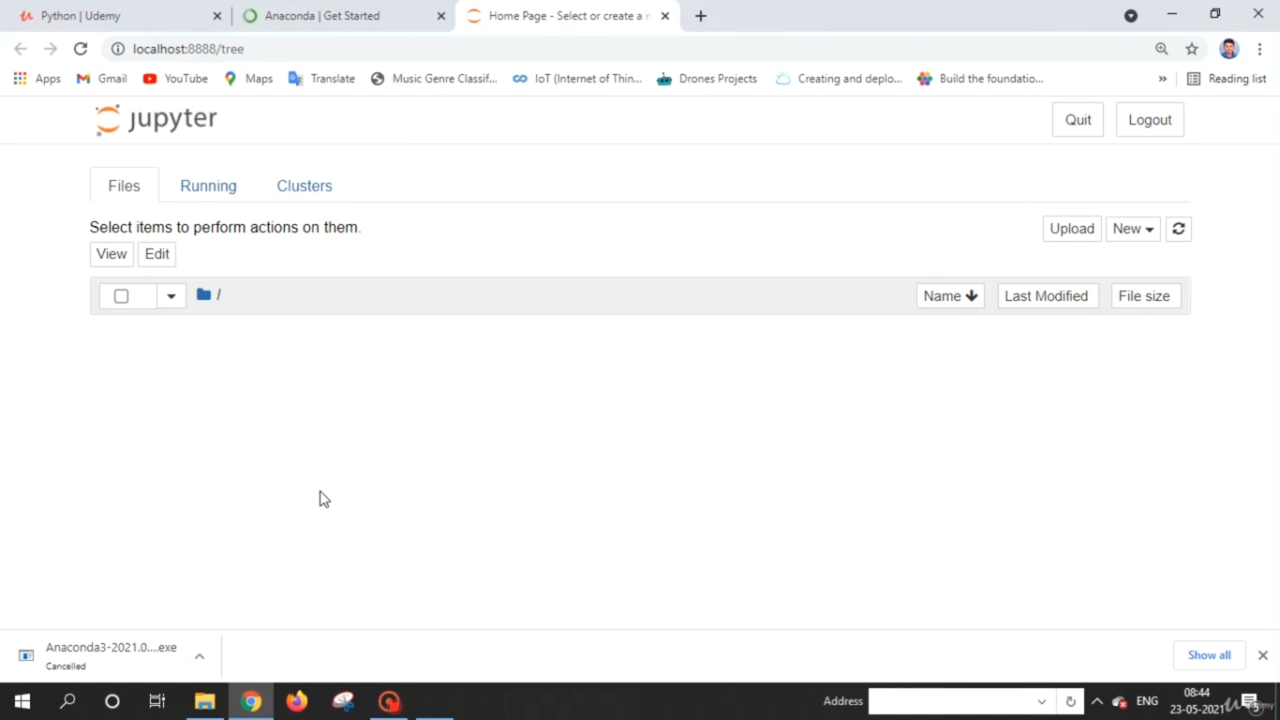 Python | Udemy
Anaconda | Get Started
Home Page - Select or create a n
localhost:8888/tree
Apps
Gmail
YouTube
Maps
Translate
Music Genre Classif...
IoT (Internet of Thin...
Drones Projects
Creating and deplo...
Build the foundatio...
»
Reading list
jupyter
Quit
Logout
Files
Running
Clusters
Select items to perform actions on them.
Upload
New
View
Edit
/
Name
Last Modified
File size
Anaconda3-2021.0....exe
Cancelled
Show all
Address
ENG
08:44
23-05-2021